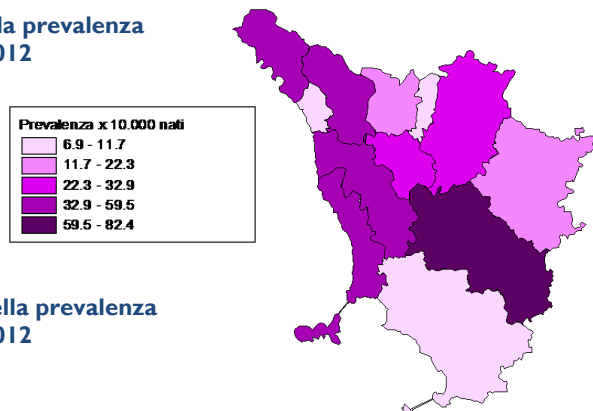 la prevalenza
012
Prevalenza x 10.000 nati
6.9 - 11.7
11.7 - 22.3
22.3 - 32.9
32.9 - 59.5
59.5 - 82.4
ella prevalenza
012